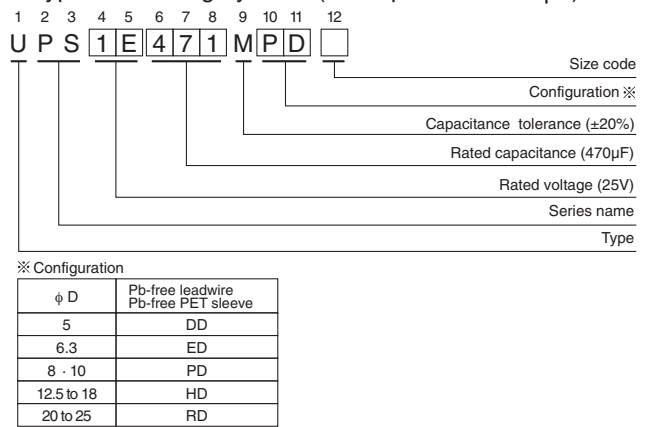 1 2 3 4 5 6 7 8 9 10 11 12
U P S 1 E 4 7 1 M P D
Size code
Configuration ※
Capacitance tolerance (±20%)
Rated capacitance (470µF)
Rated voltage (25V)
Series name
Type
※ Configuration
ϕ D
Pb-free leadwire
Pb-free PET sleeve
5 DD
6.3 ED
8 · 10 PD
12.5 to 18 HD
20 to 25 RD